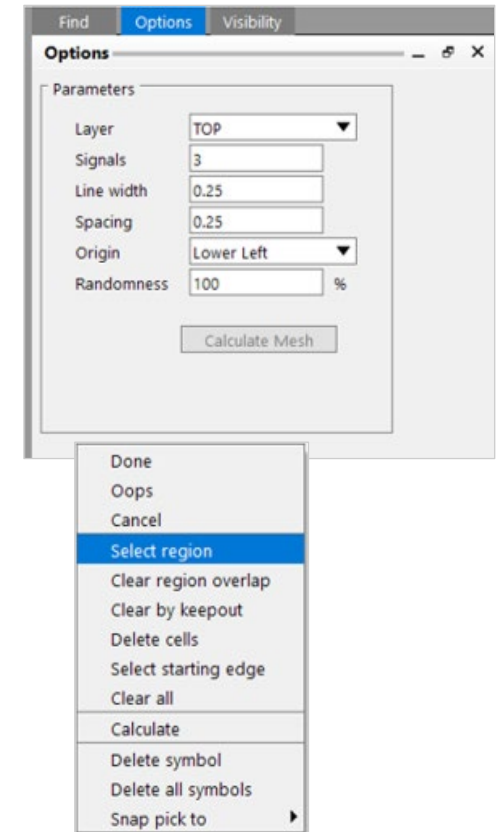 Find Options Visibility
Options
Parameters
Layer TOP
Signals 3
Line width 0.25
Spacing 0.25
Origin Lower Left
Randomness 100 %
Calculate Mesh
Done
Oops
Cancel
Select region
Clear region overlap
Clear by keepout
Delete cells
Select starting edge
Clear all
Calculate
Delete symbol
Delete all symbols
Snap pick to